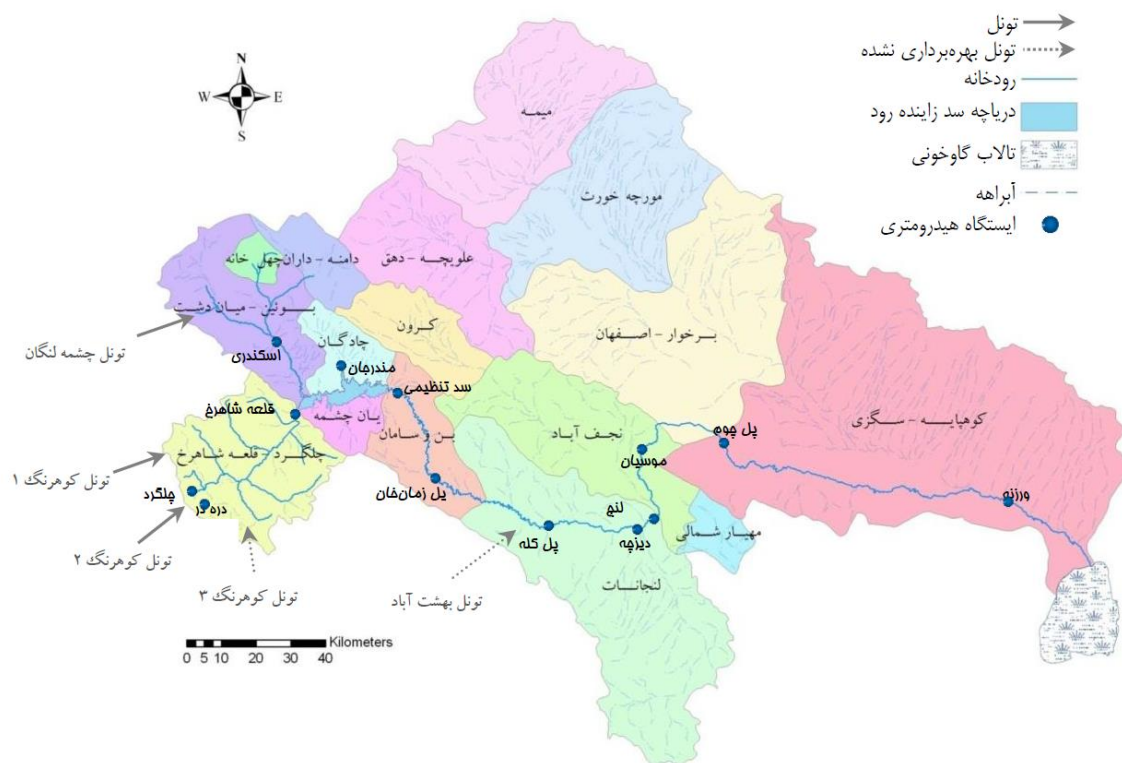 N
W E
S
تونل
تونل بهره‌برداری نشده
رودخانه
دریاچه سد زاینده رود
تالاب گاوخونی
آبراهه
ایستگاه هیدرومتری
میمه
مورچه خورت
علویجه - دهق
دامنه - داران
چهل خانه
بوئین - میان دشت
کرون
برخوار - اصفهان
چادگان
اسکندری
مندرجان
سد تنظیمی
تونل چشمه لنگان
قلعه شاهرخ
یان چشمه
بن و سامان
نجف آباد
کوهپایه - سگزی
پل چوم
موسیان
چلگرد - قلعه شاهرخ
تونل کوهرنگ ۱
چلگرد
دره در
پل زمان‌خان
ورزنه
لنج
دیزچه
پل کله
مهیار شمالی
تونل کوهرنگ ۲
تونل کوهرنگ ۳
تونل بهشت آباد
لنجانات
Kilometers
0 5 10 20 30 40